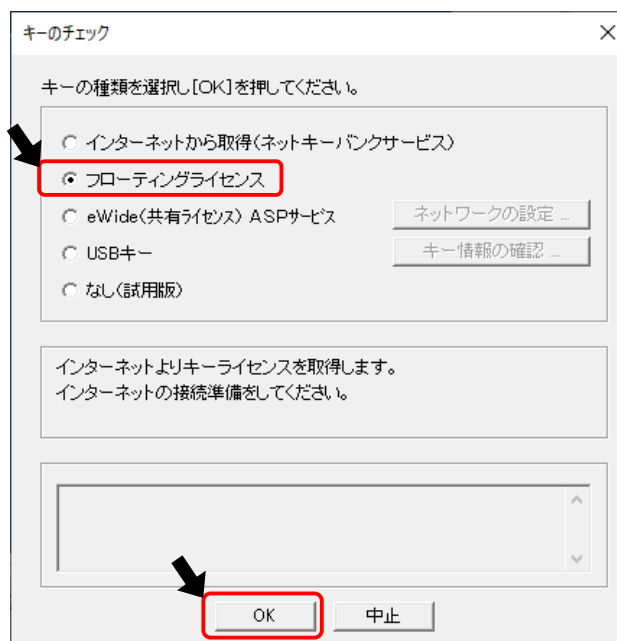 キーのチェック
キーの種類を選択し[OK]を押してください。
インターネットから取得(ネットキーバンクサービス)
フローティングライセンス
eWide(共有ライセンス) ASPサービス
ネットワークの設定 ...
USBキー
キー情報の確認 ...
なし(試用版)
インターネットよりキーライセンスを取得します。
インターネットの接続準備をしてください。
OK
中止